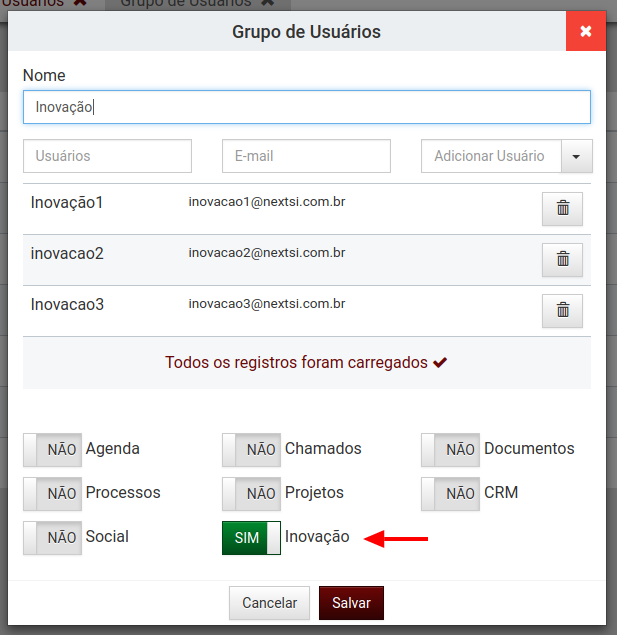 Usuários
Grupo de Usuários
Grupo de Usuários
Nome
Inovação
Usuários E-mail Adicionar Usuário
Inovação1 inovacao1@nextsi.com.br
inovacao2 inovacao2@nextsi.com.br
Inovacao3 inovacao3@nextsi.com.br
Todos os registros foram carregados
NÃO Agenda NÃO Chamados NÃO Documentos
NÃO Processos NÃO Projetos NÃO CRM
NÃO Social SIM Inovação
Cancelar Salvar